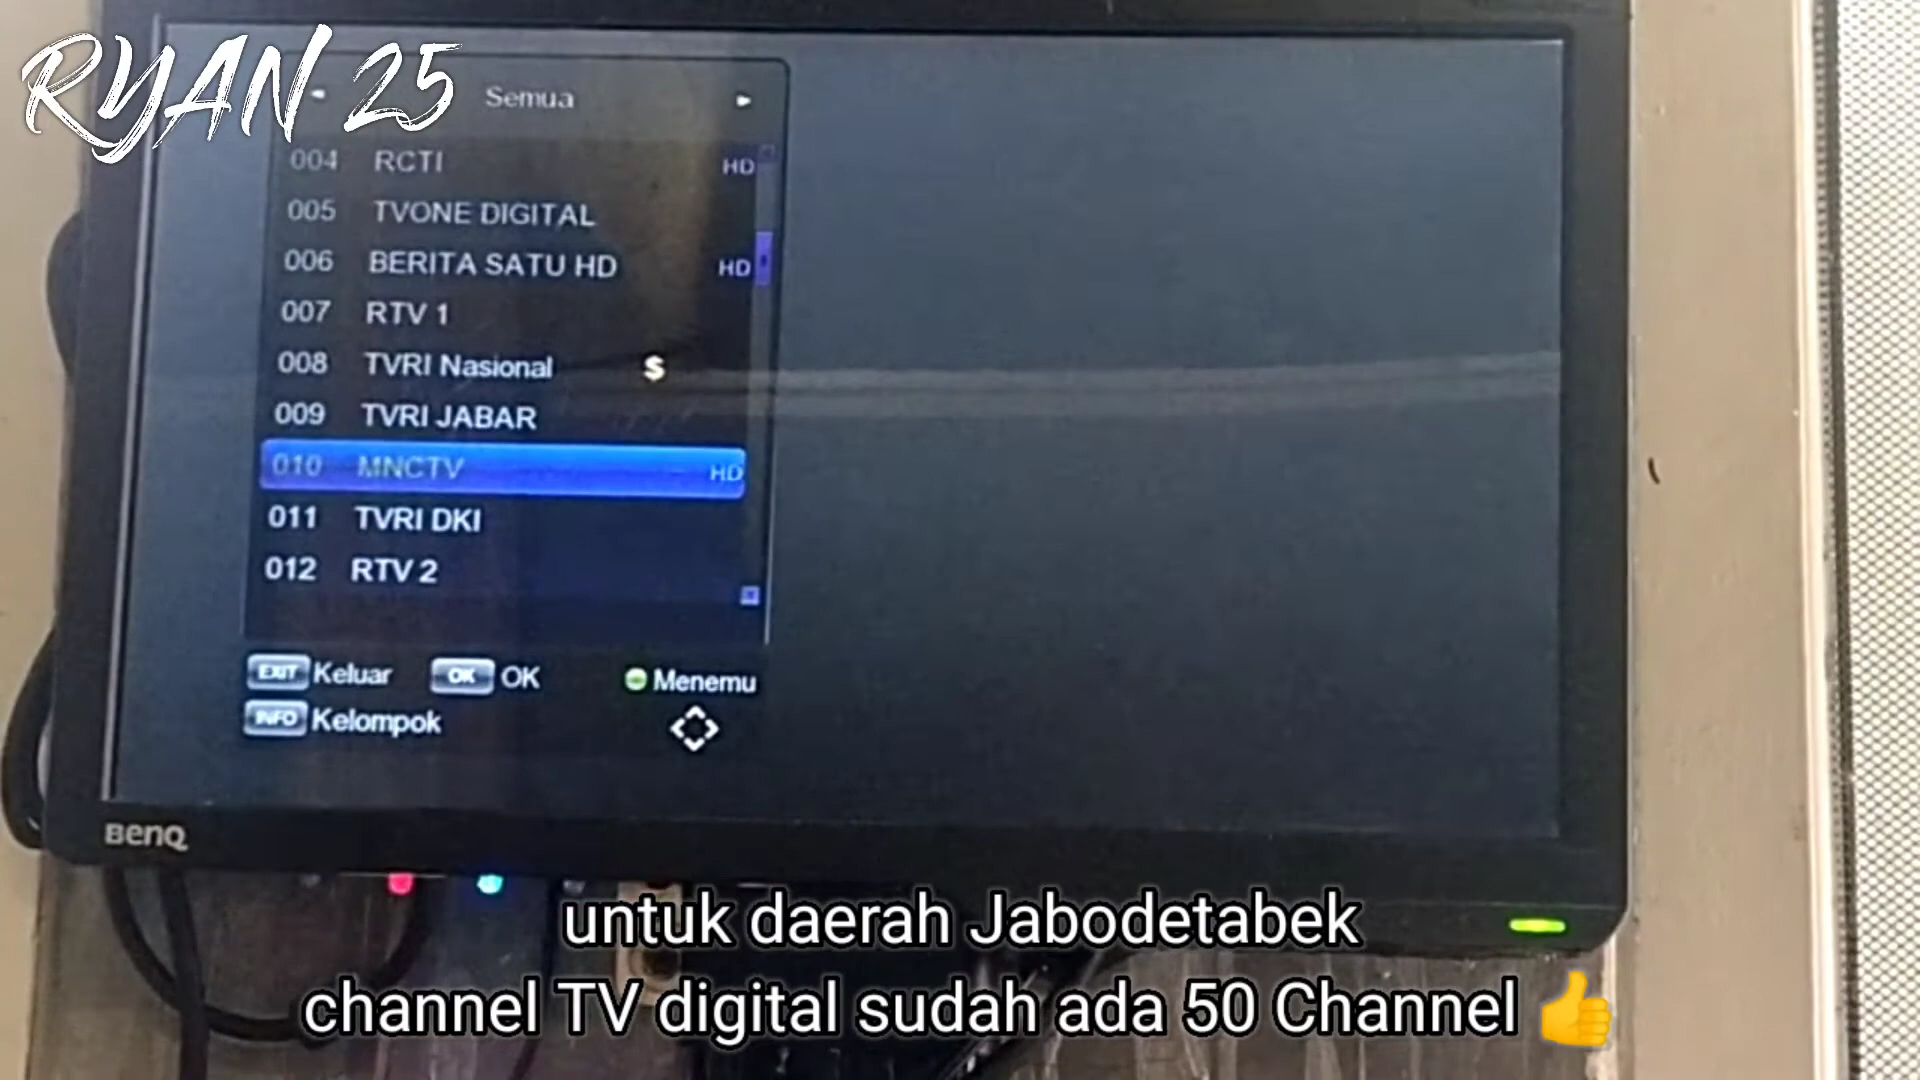 RYAN 25
Semua
004 RCTI HD
005 TVONE DIGITAL
006 BERITA SATU HD HD
007 RTV 1
008 TVRI Nasional $
009 TVRI JABAR
010 MNCTV HD
011 TVRI DKI
012 RTV 2
EXIT Keluar OK OK Menemu
INFO Kelompok
BenQ
untuk daerah Jabodetabek
channel TV digital sudah ada 50 Channel 👍